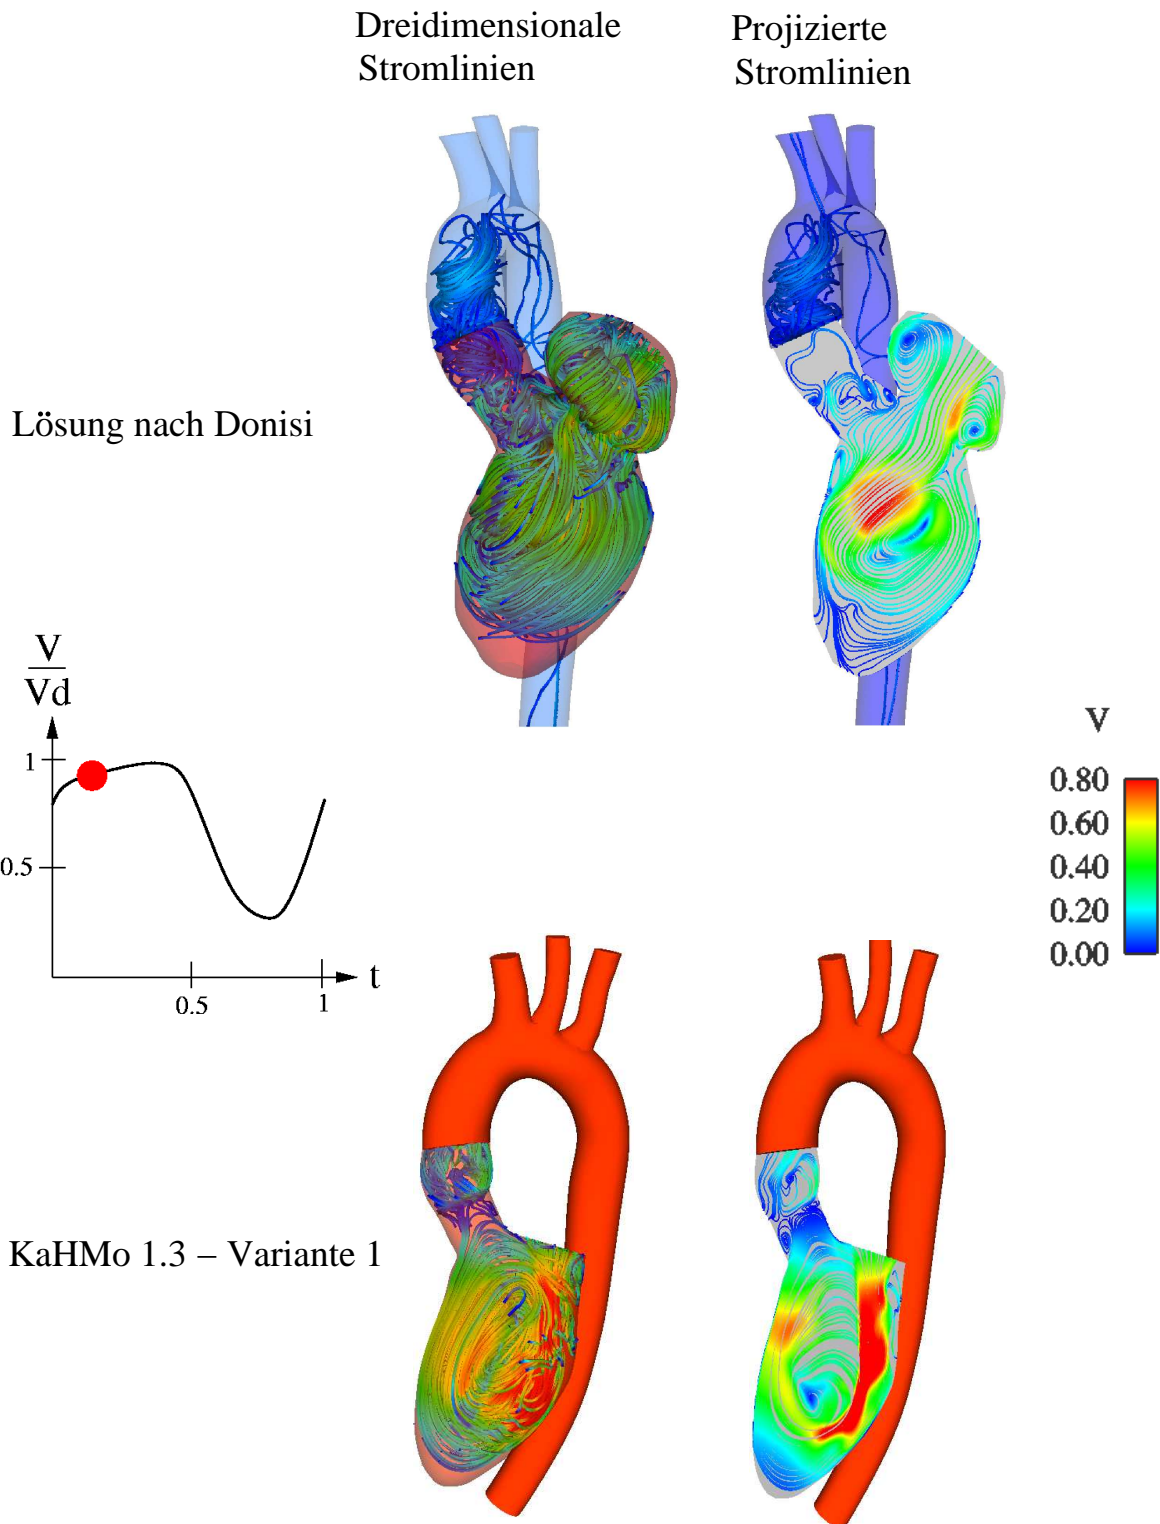 Dreidimensionale
Stromlinien
Projizierte
Stromlinien
Lösung nach Donisi
V
Vd
1
0.5
0.5
1
t
V
0.80
0.60
0.40
0.20
0.00
KaHMo 1.3 – Variante 1